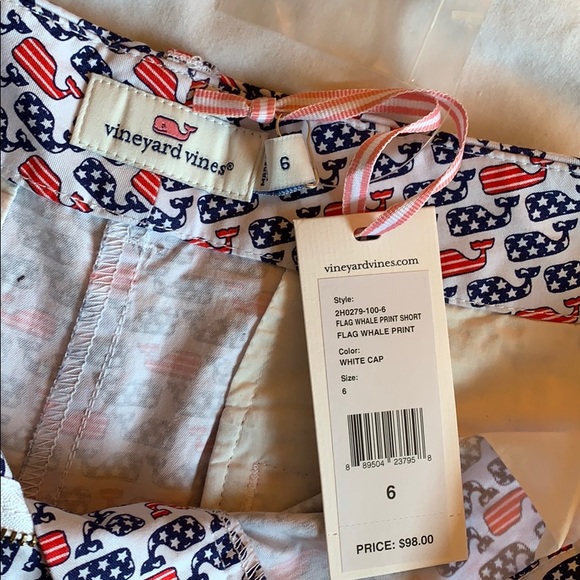 vineyard vines®
6
vineyardvines.com
Style:
2H0279-100-6
FLAG WHALE PRINT SHORT
FLAG WHALE PRINT
Color:
WHITE CAP
Size:
6
8 89504 23795 8
6
PRICE: $98.00